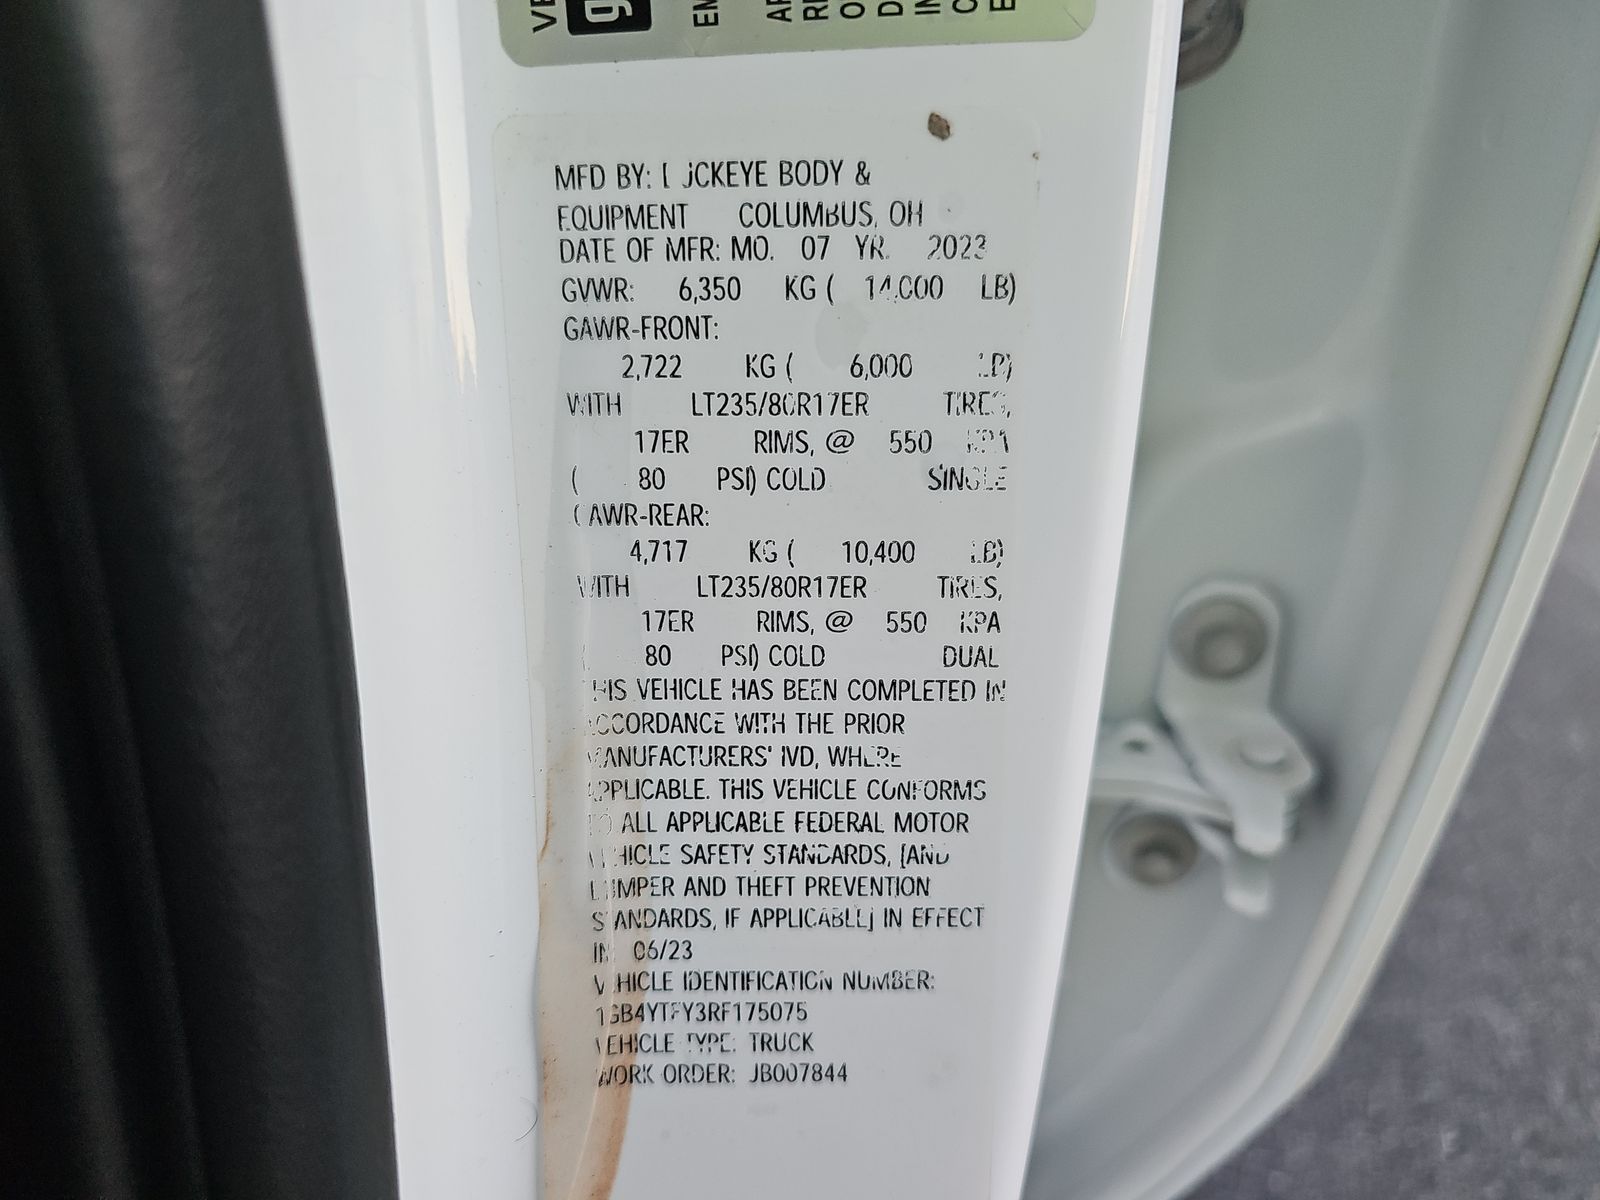 MFD BY: BUCKEYE BODY &
EQUIPMENT COLUMBUS, OH
DATE OF MFR: MO. 07 YR. 2023
GVWR: 6,350 KG ( 14,000 LB)
GAWR-FRONT:
2,722 KG ( 6,000 LB)
WITH LT235/80R17ER TIRES,
17ER RIMS, @ 550 KPA
( 80 PSI) COLD SINGLE
GAWR-REAR:
4,717 KG ( 10,400 LB)
WITH LT235/80R17ER TIRES,
17ER RIMS, @ 550 KPA
( 80 PSI) COLD DUAL
THIS VEHICLE HAS BEEN COMPLETED IN
ACCORDANCE WITH THE PRIOR
MANUFACTURERS' IVD, WHERE
APPLICABLE. THIS VEHICLE CONFORMS
TO ALL APPLICABLE FEDERAL MOTOR
VEHICLE SAFETY STANDARDS, [AND
BUMPER AND THEFT PREVENTION
STANDARDS, IF APPLICABLE] IN EFFECT
IN 06/23
VEHICLE IDENTIFICATION NUMBER:
1GB4YTFY3RF175075
VEHICLE TYPE: TRUCK
WORK ORDER: JB007844